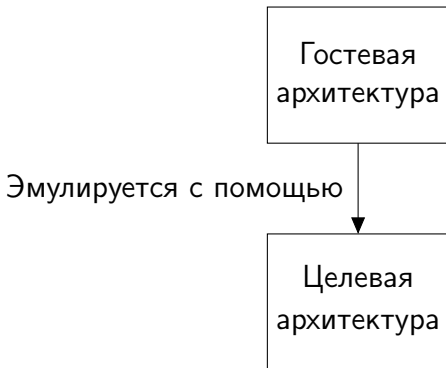 Гостевая
архитектура
Эмулируется с помощью
Целевая
архитектура